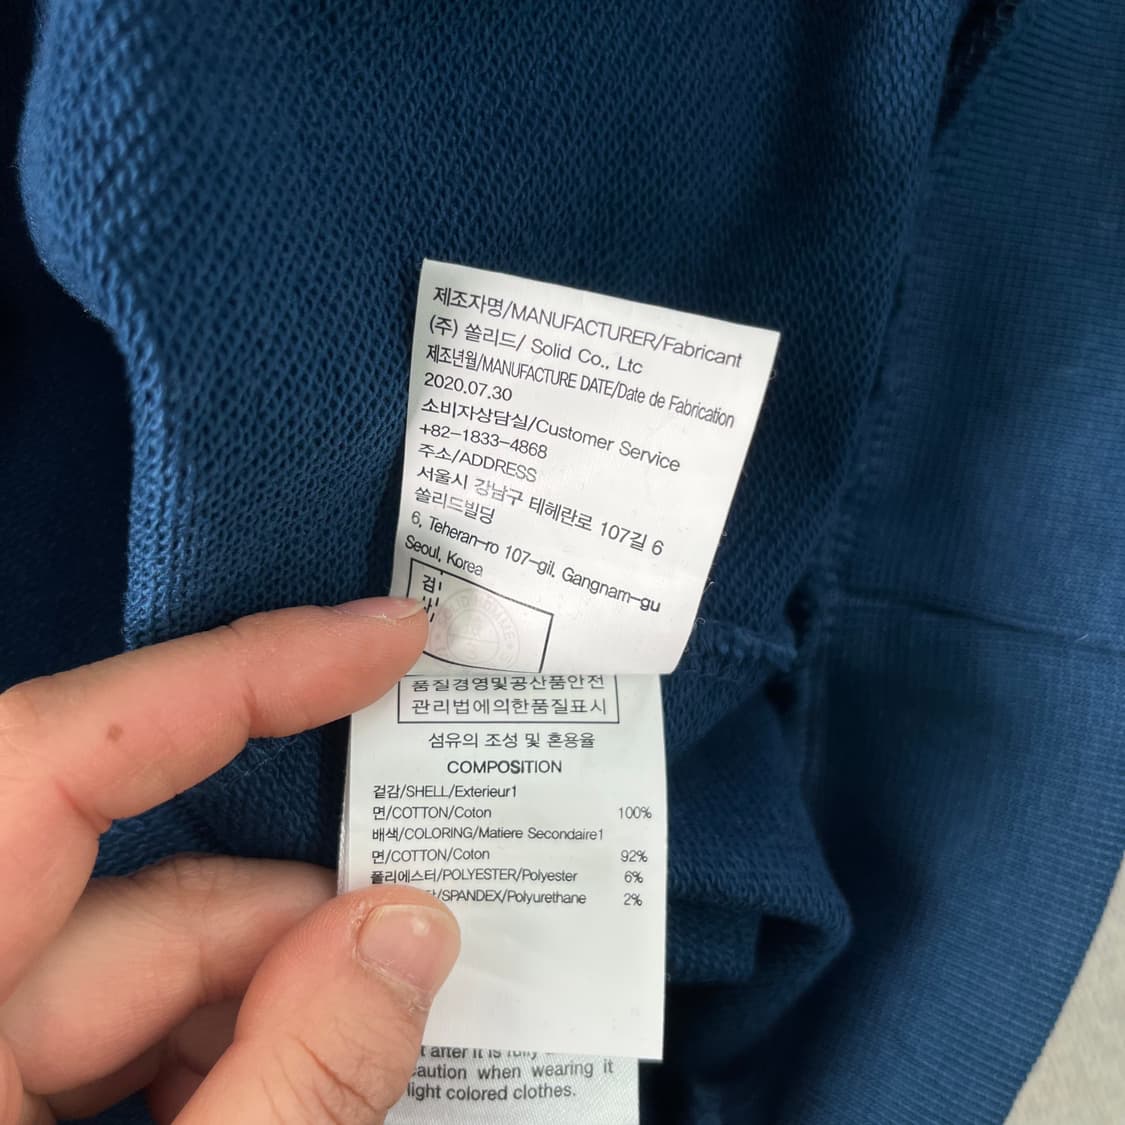 제조자명/MANUFACTURER/Fabricant
(주) 쏠리드/ Solid Co., Ltc
제조년월/MANUFACTURE DATE/Date de Fabrication
2020.07.30
소비자상담실/Customer Service
+82-1833-4868
주소/ADDRESS
서울시 강남구 테헤란로 107길 6
쏠리드빌딩
6, Teheran-ro 107-gil, Gangnam-gu
Seoul, Korea
검
사
품질경영및공산품안전
관리법에의한품질표시
섬유의 조성 및 혼용율
COMPOSITION
겉감/SHELL/Exterieur1
면/COTTON/Coton 100%
배색/COLORING/Matiere Secondaire1
면/COTTON/Coton 92%
폴리에스터/POLYESTER/Polyester 6%
/SPANDEX/Polyurethane 2%
after it is fully
caution when wearing it
light colored clothes.